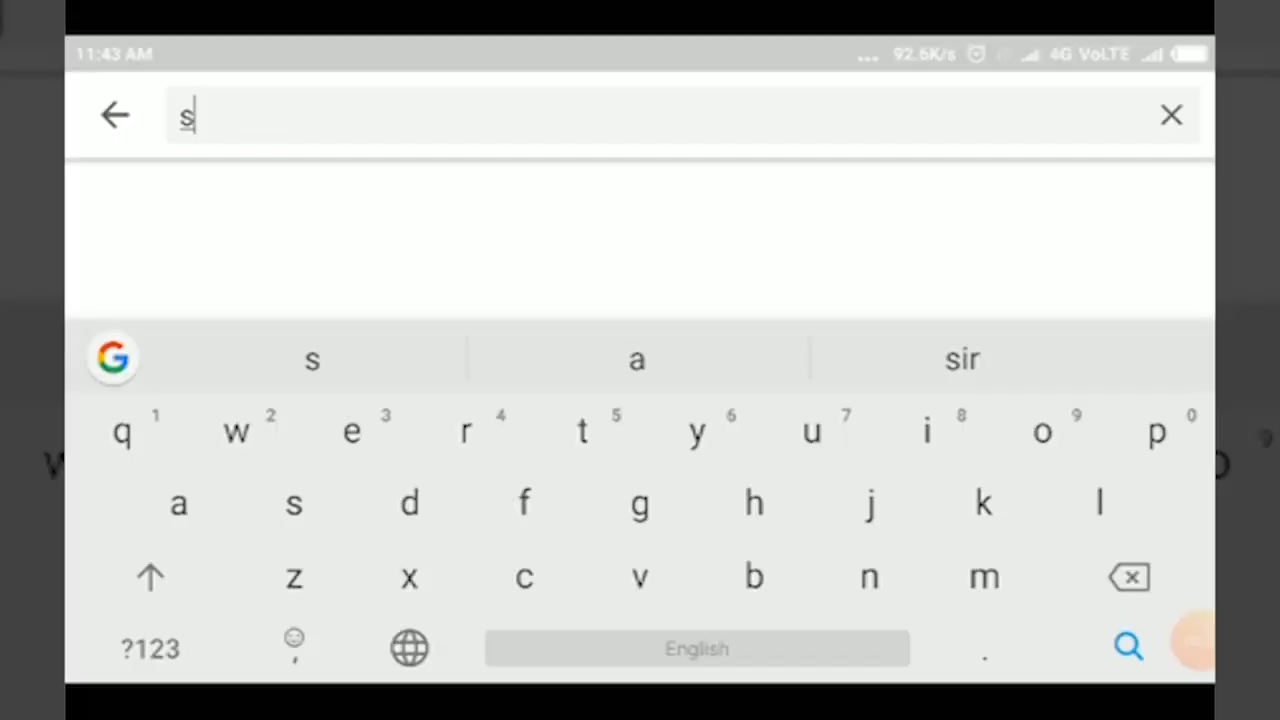 11:43 AM ... 92.6K/s 4G VoLTE
s
s a sir
q 1 w 2 e 3 r 4 t 5 y 6 u 7 i 8 o 9 p 0
a s d f g h j k l
z x c v b n m
?123 , English .